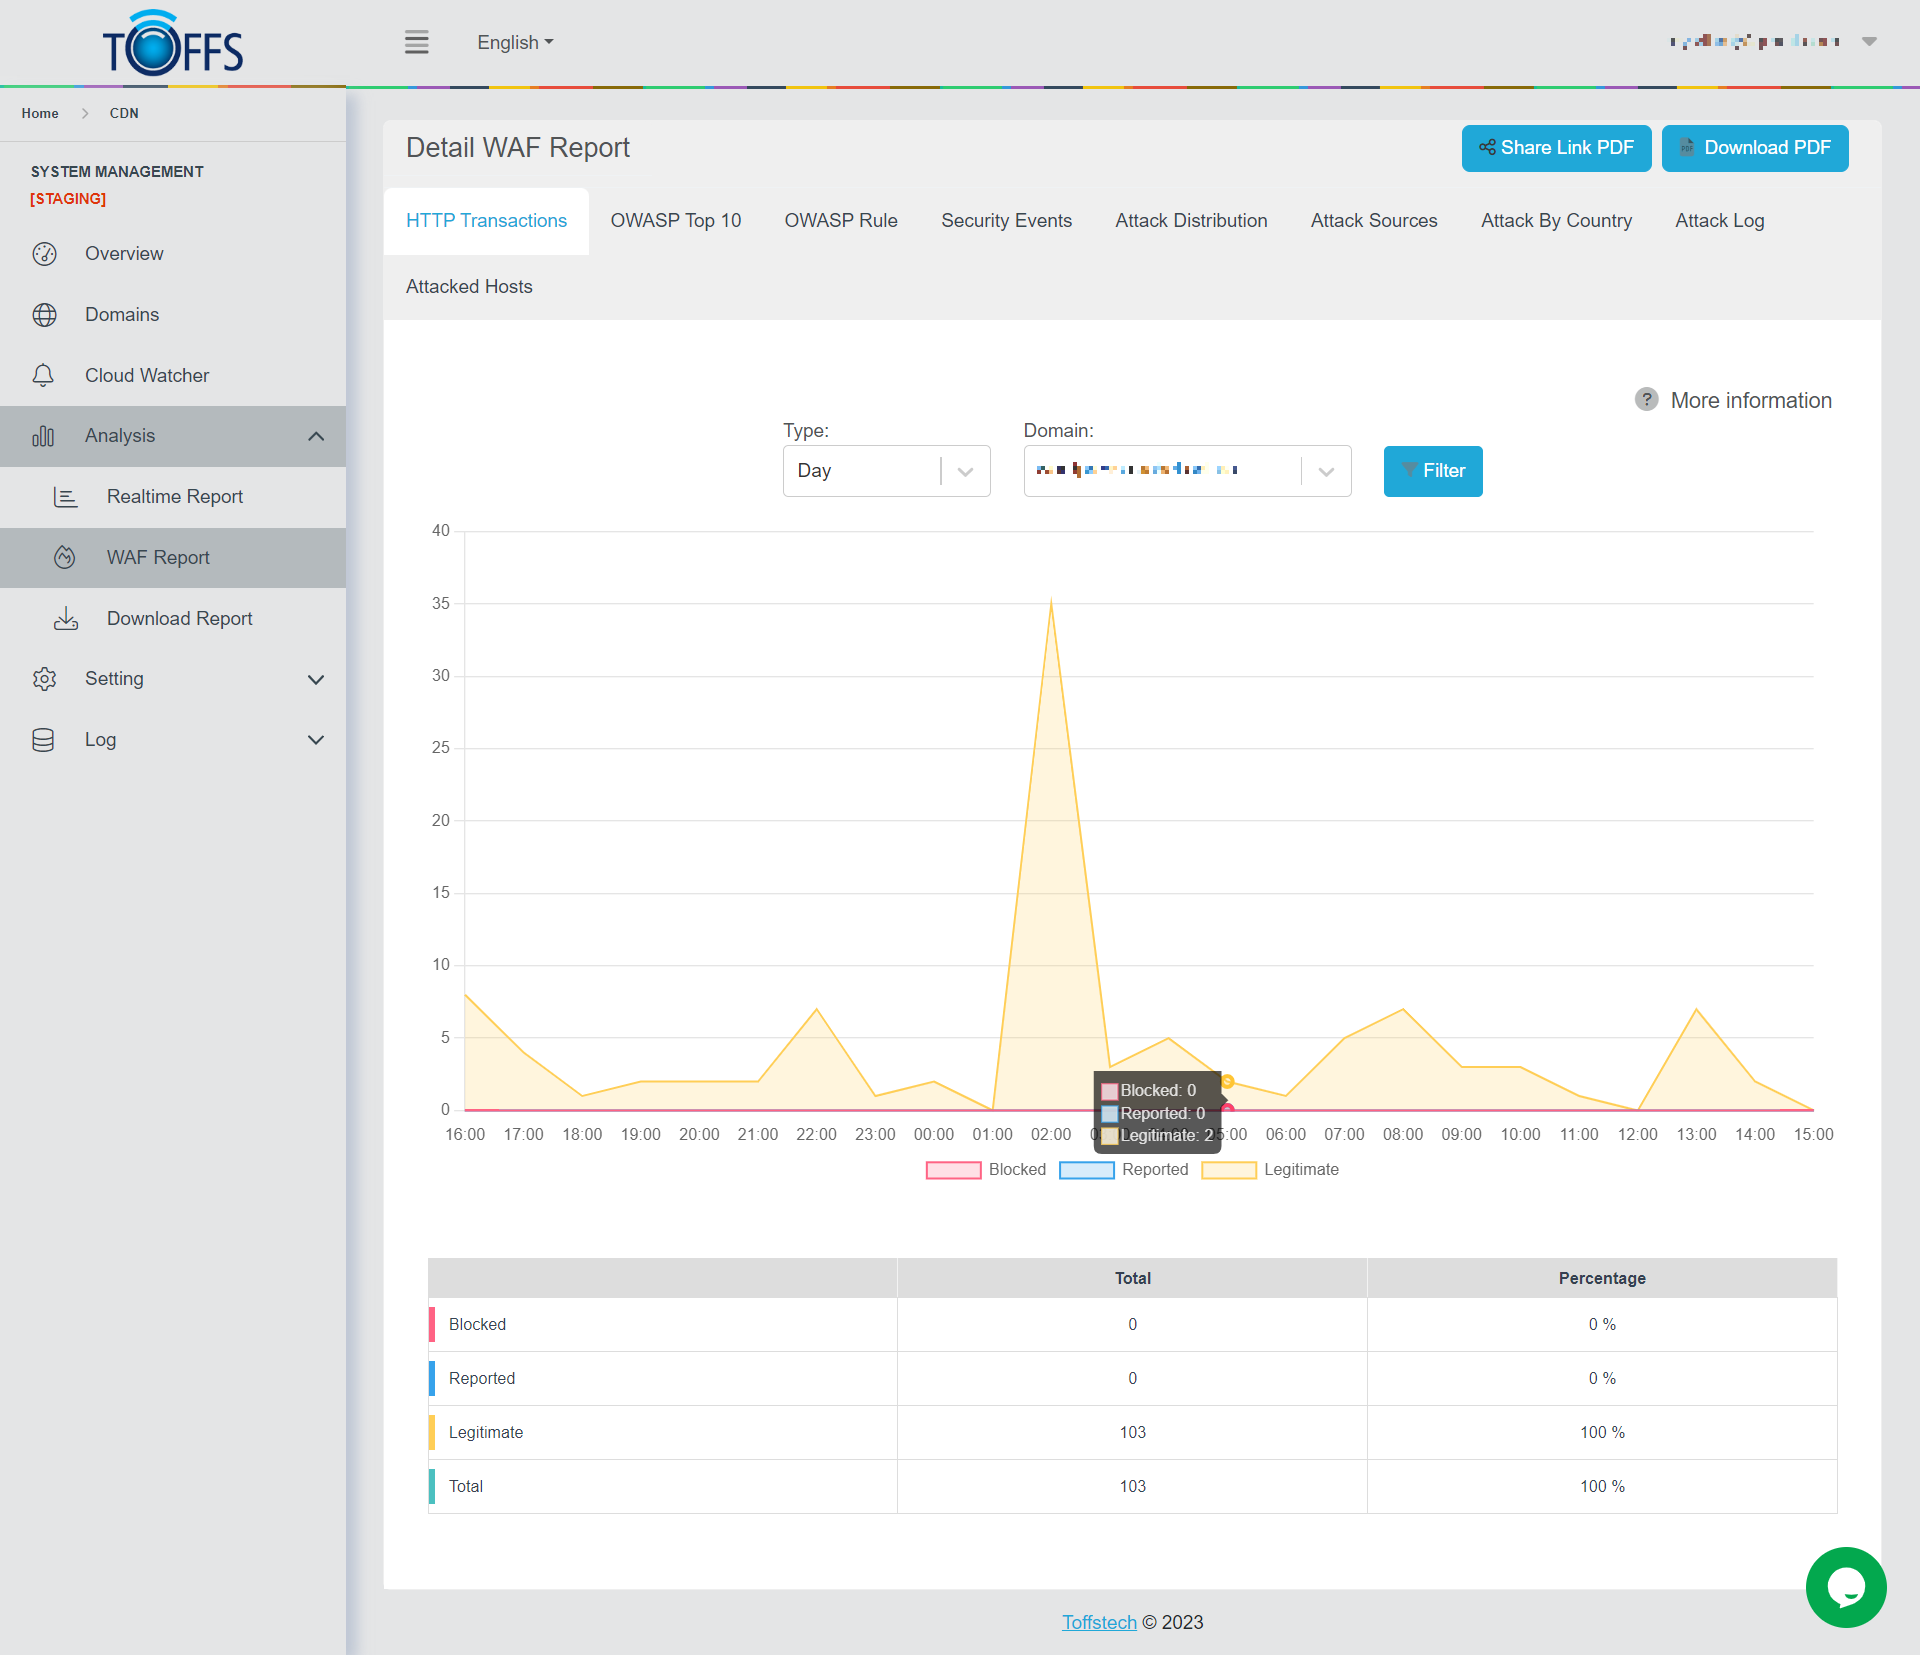 TOFFS
English
Home > CDN
SYSTEM MANAGEMENT
[STAGING]
Overview
Domains
Cloud Watcher
Analysis
Realtime Report
WAF Report
Download Report
Setting
Log
Detail WAF Report
Share Link PDF
PDF Download PDF
HTTP Transactions OWASP Top 10 OWASP Rule Security Events Attack Distribution Attack Sources Attack By Country Attack Log
Attacked Hosts
? More information
Type: Domain:
Day
Filter
40
35
30
25
20
15
10
5
0
16:00 17:00 18:00 19:00 20:00 21:00 22:00 23:00 00:00 01:00 02:00 05:00 06:00 07:00 08:00 09:00 10:00 11:00 12:00 13:00 14:00 15:00
Blocked: 0
Reported: 0
Legitimate: 2
Blocked Reported Legitimate
Total Percentage
Blocked 0 0 %
Reported 0 0 %
Legitimate 103 100 %
Total 103 100 %
Toffstech © 2023